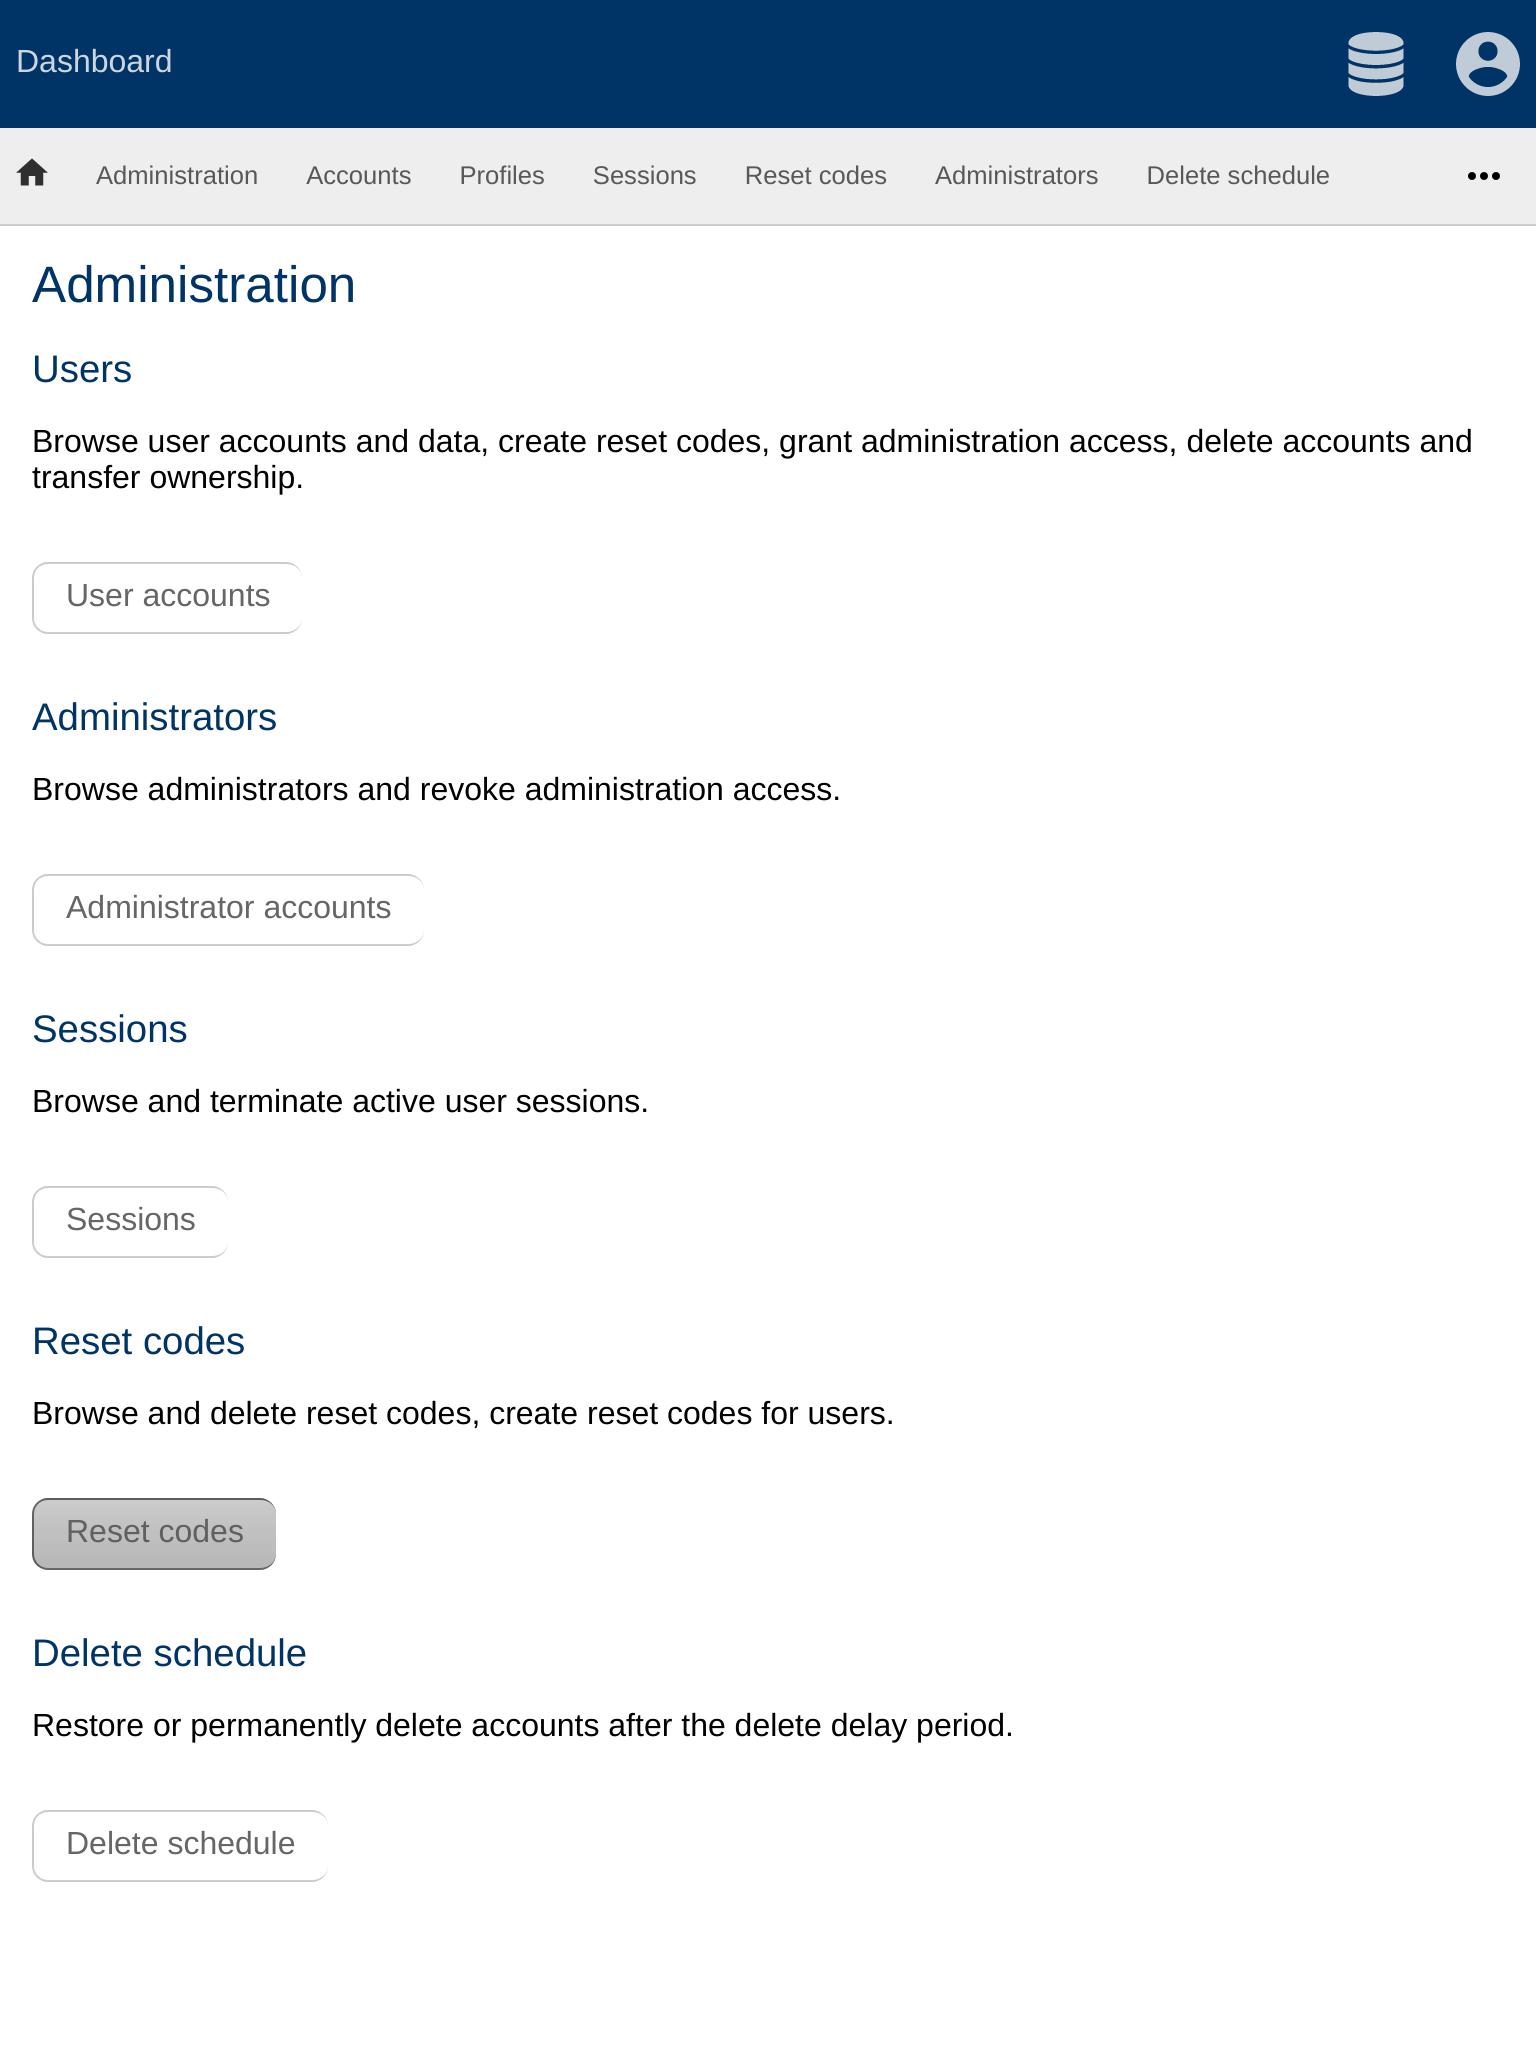 Dashboard
Administration Accounts Profiles Sessions Reset codes Administrators Delete schedule
Administration
Users
Browse user accounts and data, create reset codes, grant administration access, delete accounts and
transfer ownership.
User accounts
Administrators
Browse administrators and revoke administration access.
Administrator accounts
Sessions
Browse and terminate active user sessions.
Sessions
Reset codes
Browse and delete reset codes, create reset codes for users.
Reset codes
Delete schedule
Restore or permanently delete accounts after the delete delay period.
Delete schedule